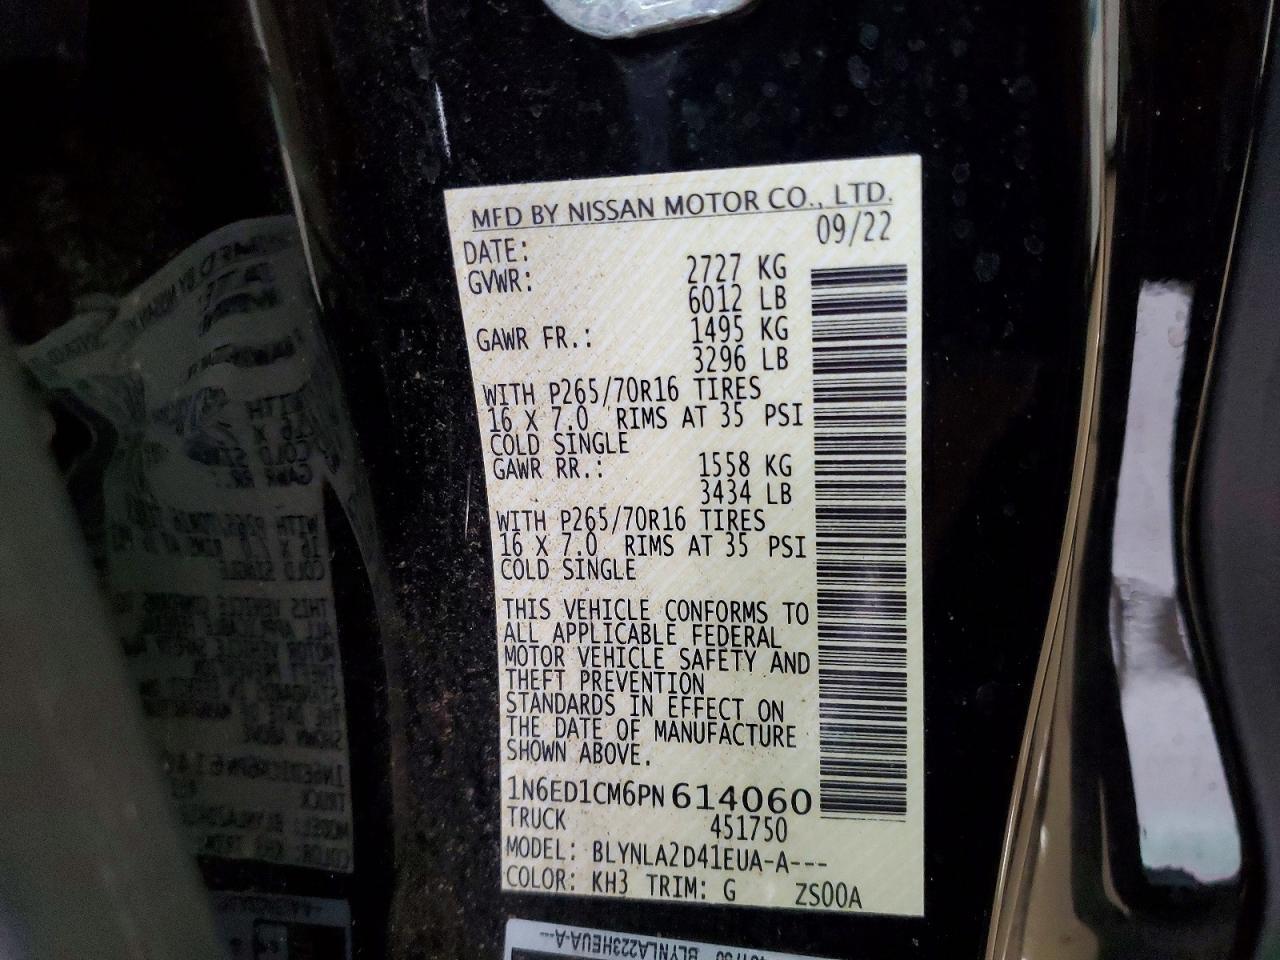 MFD BY NISSAN MOTOR CO., LTD.
DATE: 09/22
GVWR: 2727 KG
6012 LB
GAWR FR.: 1495 KG
3296 LB
WITH P265/70R16 TIRES
16 X 7.0 RIMS AT 35 PSI
COLD SINGLE
GAWR RR.: 1558 KG
3434 LB
WITH P265/70R16 TIRES
16 X 7.0 RIMS AT 35 PSI
COLD SINGLE
THIS VEHICLE CONFORMS TO
ALL APPLICABLE FEDERAL
MOTOR VEHICLE SAFETY AND
THEFT PREVENTION
STANDARDS IN EFFECT ON
THE DATE OF MANUFACTURE
SHOWN ABOVE.
1N6ED1CM6PN614060
TRUCK 451750
MODEL: BLYNLA2D41EUA-A---
COLOR: KH3 TRIM: G ZS00A
BLYNLA223HEUA-A---